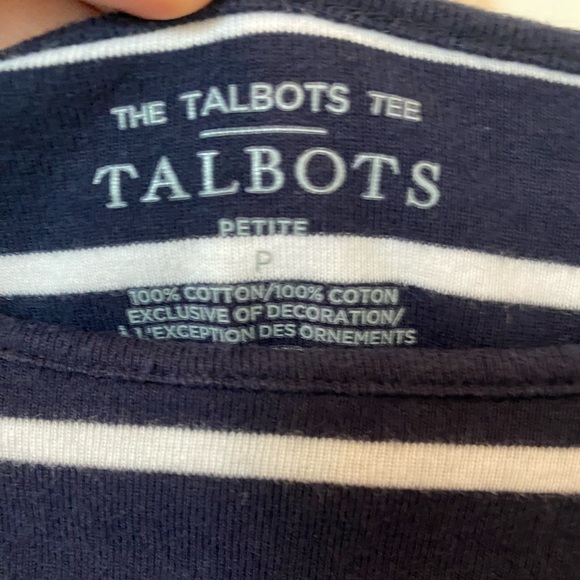 THE TALBOTS TEE
TALBOTS
PETITE
P
100% COTTON/100% COTON
EXCLUSIVE OF DECORATION/
À L'EXCEPTION DES ORNEMENTS